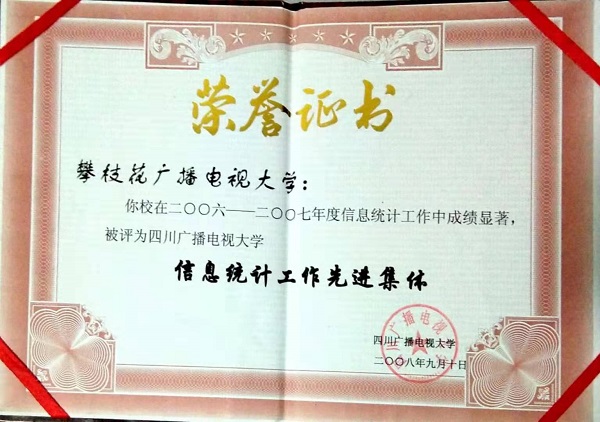 荣誉证书
攀枝花广播电视大学：
你校在二〇〇六——二〇〇七年度信息统计工作中成绩显著，
被评为四川广播电视大学
信息统计工作先进集体
四川广播电视大学
二〇〇八年九月十日